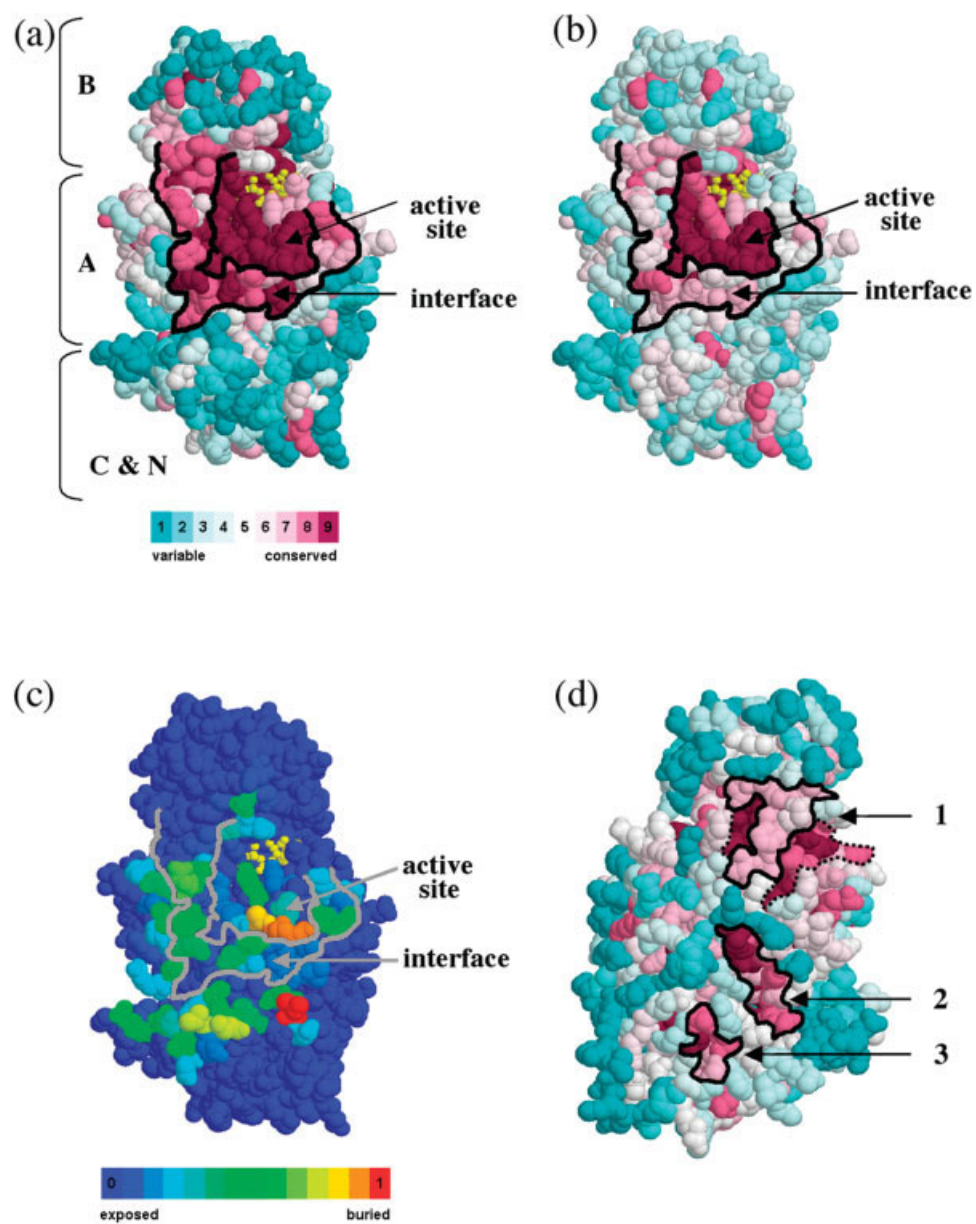 (a)
(b)
B
A
C & N
active
site
interface
active
site
interface
1 2 3 4 5 6 7 8 9
variable conserved
(c)
(d)
active
site
interface
1
2
3
0 1
exposed buried